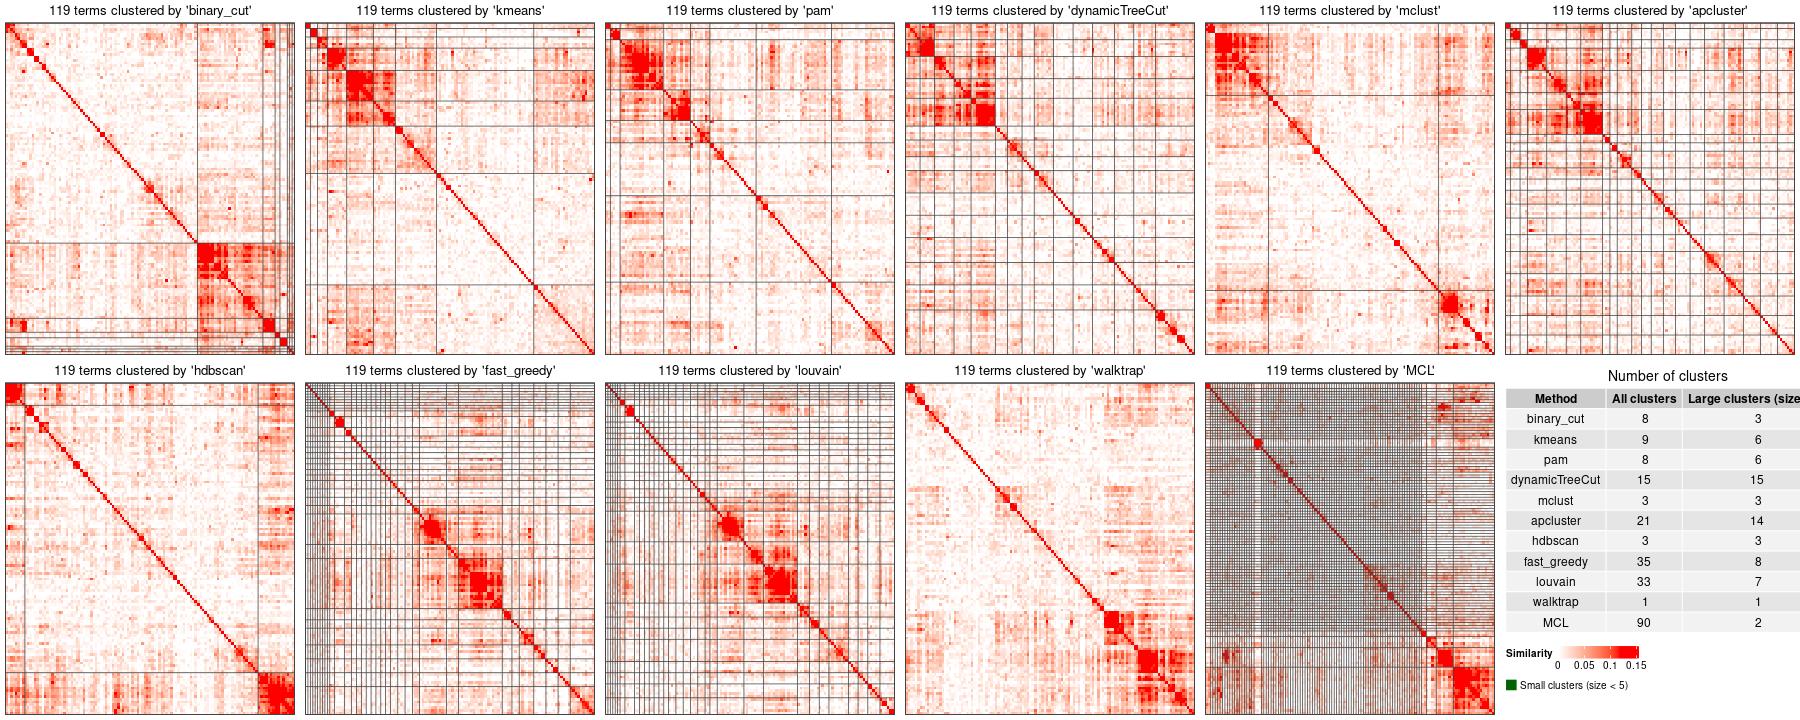 119 terms clustered by 'binary_cut'
119 terms clustered by 'kmeans'
119 terms clustered by 'pam'
119 terms clustered by 'dynamicTreeCut'
119 terms clustered by 'mclust'
119 terms clustered by 'apcluster'
119 terms clustered by 'hdbscan'
119 terms clustered by 'fast_greedy'
119 terms clustered by 'louvain'
119 terms clustered by 'walktrap'
119 terms clustered by 'MCL'
Number of clusters
Method All clusters Large clusters (size
binary_cut 8 3
kmeans 9 6
pam 8 6
dynamicTreeCut 15 15
mclust 3 3
apcluster 21 14
hdbscan 3 3
fast_greedy 35 8
louvain 33 7
walktrap 1 1
MCL 90 2
Similarity
0 0.05 0.1 0.15
Small clusters (size < 5)